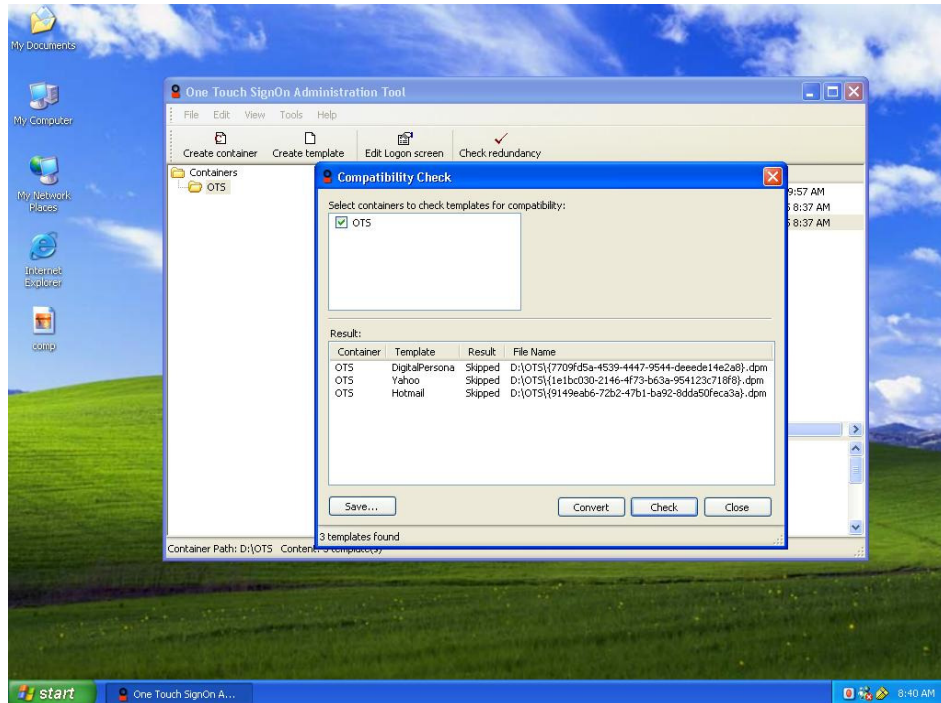 My Documents
My Computer
My Network
Places
Internet
Explorer
comp
One Touch SignOn Administration Tool
File Edit View Tools Help
Create container Create template Edit Logon screen Check redundancy
Containers
OTS
9:57 AM
8:37 AM
8:37 AM
Compatibility Check
Select containers to check templates for compatibility:
OTS
Result:
Container Template Result File Name
OTS DigitalPersona Skipped D:\OTS\{7709fd5a-4539-4447-9544-deeede14e2a8}.dpm
OTS Yahoo Skipped D:\OTS\{1e1bc030-2146-4f73-b63a-954123c718f8}.dpm
OTS Hotmail Skipped D:\OTS\{9149eab6-72b2-47b1-ba92-8dda50feca3a}.dpm
Save... Convert Check Close
3 templates found
Container Path: D:\OTS Content: 3 template(s)
start One Touch SignOn A... 8:40 AM